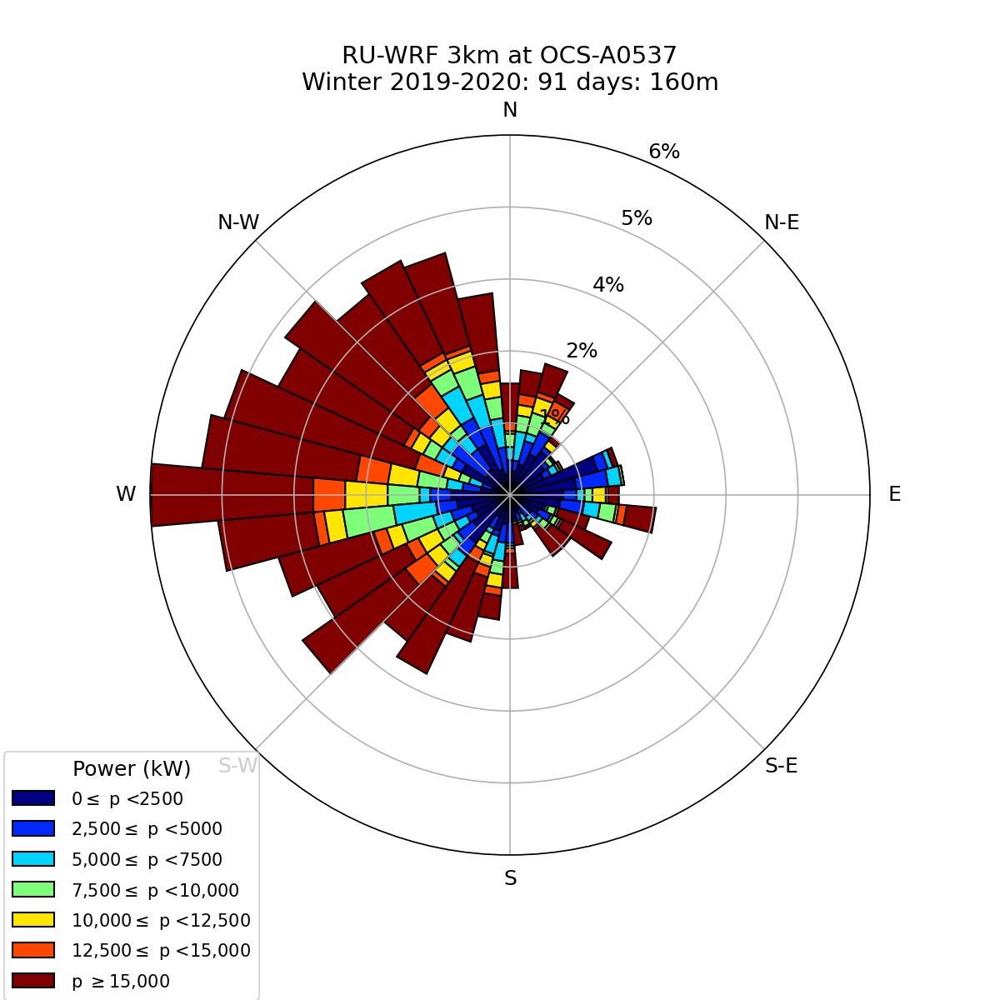 RU-WRF 3km at OCS-A0537
Winter 2019-2020: 91 days: 160m
N
6%
5%
N-W
N-E
4%
2%
1%
W
E
S-W
S-E
S
Power (kW)
0≤ p <2500
2,500≤ p <5000
5,000≤ p <7500
7,500≤ p <10,000
10,000≤ p <12,500
12,500≤ p <15,000
p ≥15,000